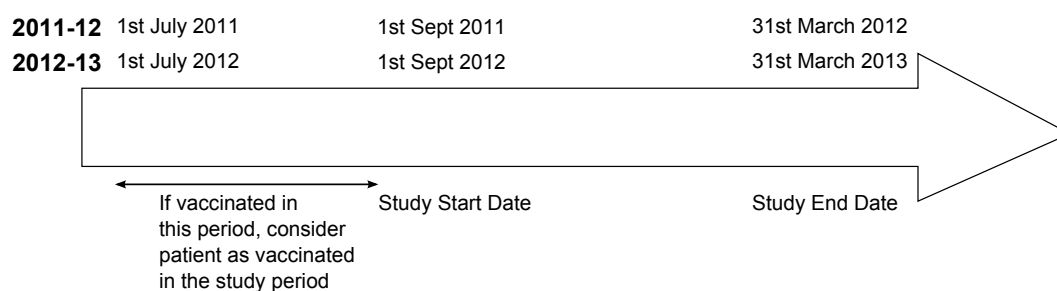 2011-12 1st July 2011 1st Sept 2011 31st March 2012
2012-13 1st July 2012 1st Sept 2012 31st March 2013
If vaccinated in
this period, consider
patient as vaccinated
in the study period
Study Start Date
Study End Date